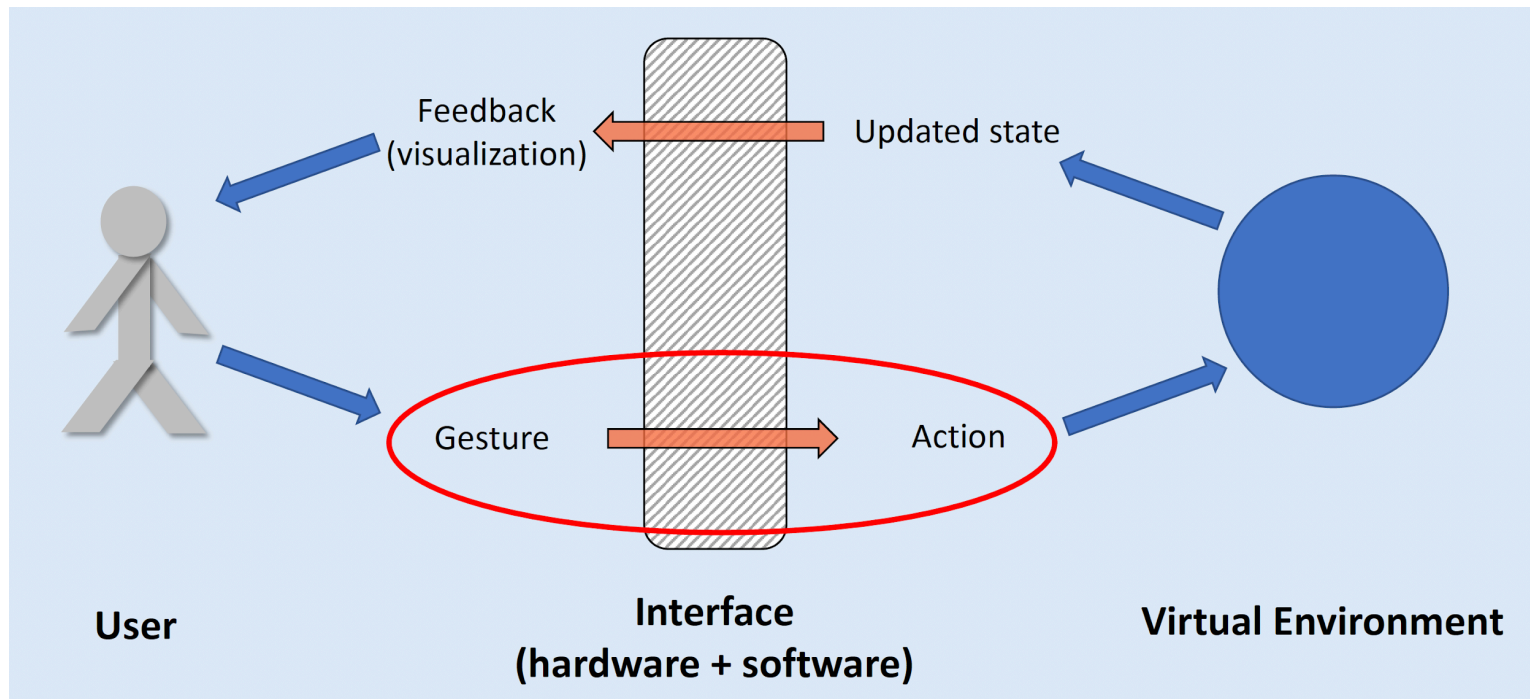 Feedback
(visualization)
Updated state
Gesture
Action
User
Interface
(hardware + software)
Virtual Environment